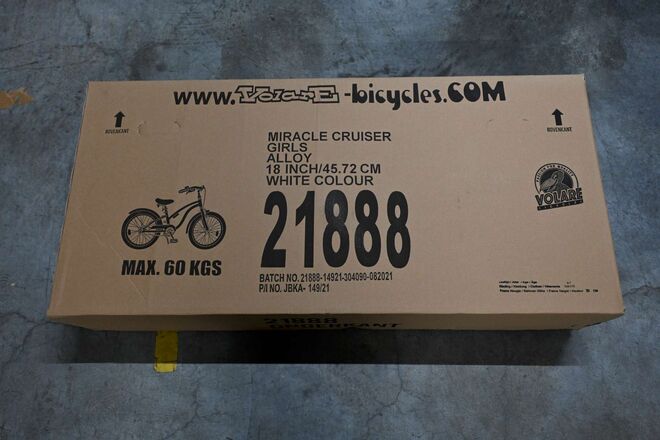 www.VolarE-bicycles.COM
BOVENKANT
BOVENKANT
MIRACLE CRUISER
GIRLS
ALLOY
18 INCH/45.72 CM
WHITE COLOUR
21888
MAX. 60 KGS
BATCH NO. 21888-14921-304090-082021
P/I NO. JBKA- 149/21
VOLARE
21888
ONDERKANT